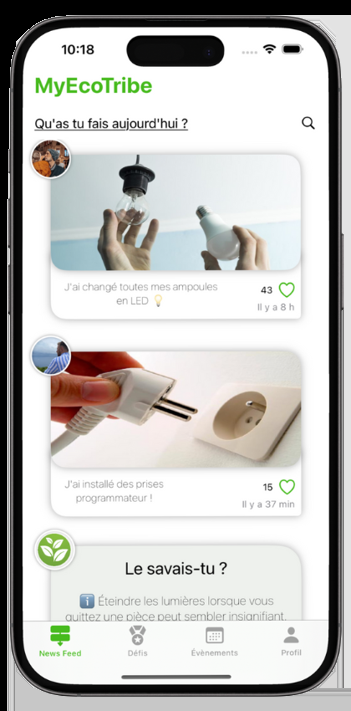 10:18
MyEcoTribe
Qu'as tu fais aujourd'hui ?
J'ai changé toutes mes ampoules
en LED 💡
43
Il y a 8 h
J'ai installé des prises
programmateur !
15
Il y a 37 min
Le savais-tu ?
ℹ️ Éteindre les lumières lorsque vous
quittez une pièce peut sembler insignifiant,
News Feed
Défis
Évènements
Profil